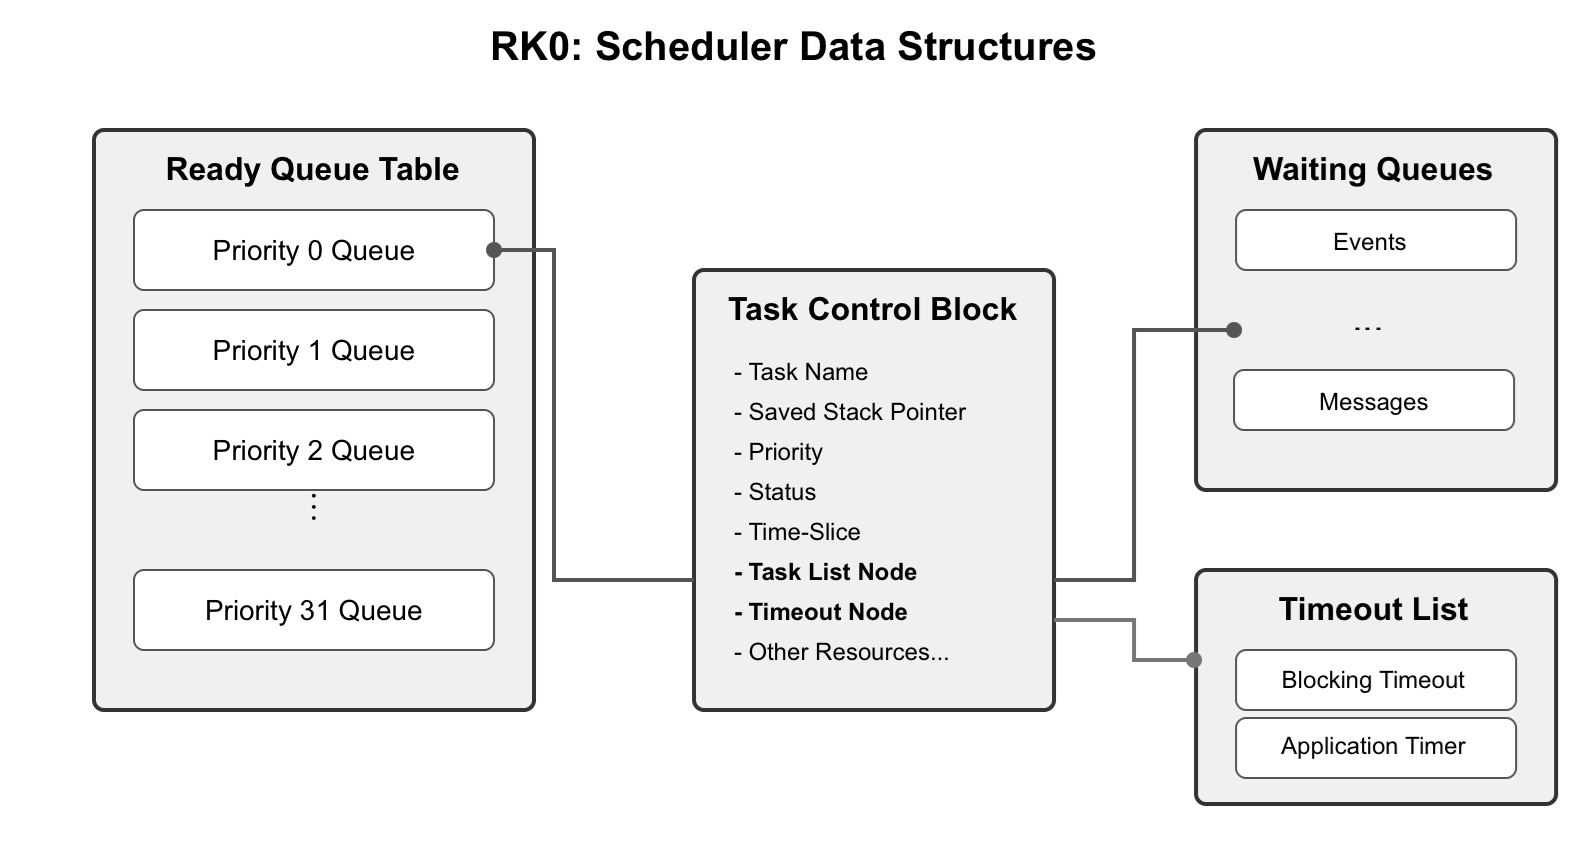 RK0: Scheduler Data Structures
Ready Queue Table
Priority 0 Queue
Priority 1 Queue
Priority 2 Queue
⋮
Priority 31 Queue
Task Control Block
- Task Name
- Saved Stack Pointer
- Priority
- Status
- Time-Slice
- Task List Node
- Timeout Node
- Other Resources...
Waiting Queues
Events
...
Messages
Timeout List
Blocking Timeout
Application Timer